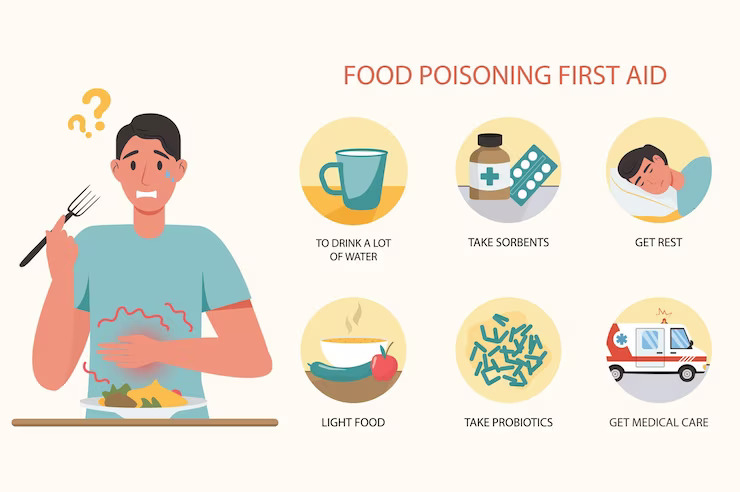 FOOD POISONING FIRST AID
TO DRINK A LOT
OF WATER
TAKE SORBENTS
GET REST
LIGHT FOOD
TAKE PROBIOTICS
GET MEDICAL CARE